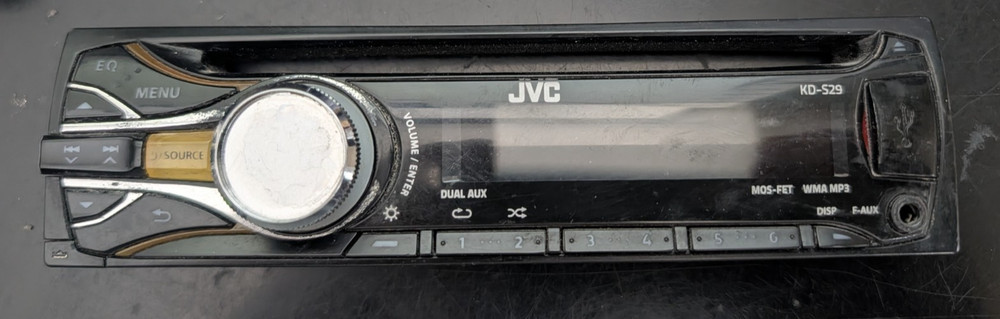 EQ
MENU
JVC
KD-S29
VOLUME / ENTER
/SOURCE
DUAL AUX
MOS-FET WMA MP3
DISP F-AUX
1 2 3 4 5 6